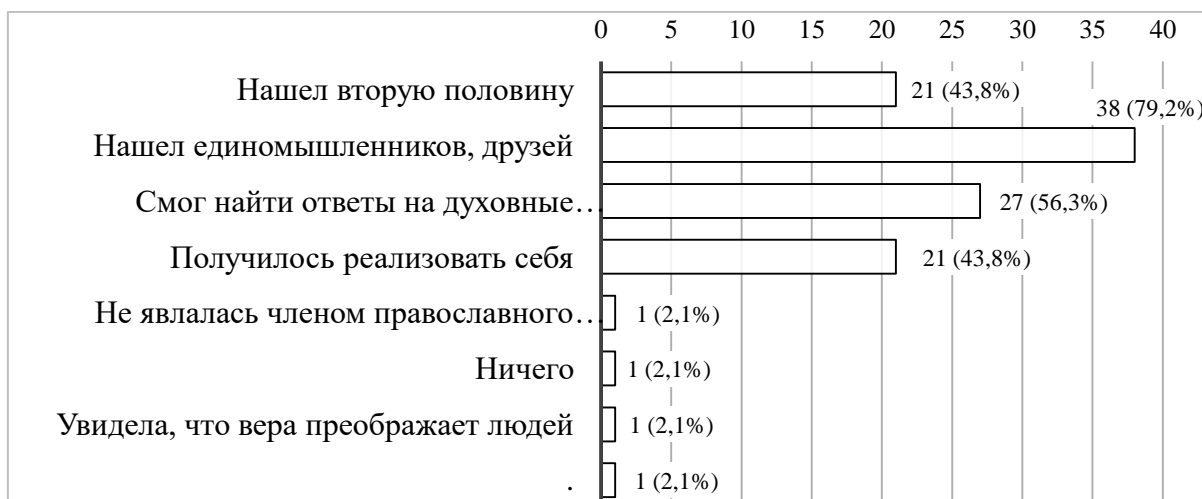 0 5 10 15 20 25 30 35 40
Нашел вторую половину 21 (43,8%)
38 (79,2%)
Нашел единомышленников, друзей
Смог найти ответы на духовные… 27 (56,3%)
Получилось реализовать себя 21 (43,8%)
Не явлалась членом православного… 1 (2,1%)
Ничего 1 (2,1%)
Увидела, что вера преображает людей 1 (2,1%)
. 1 (2,1%)